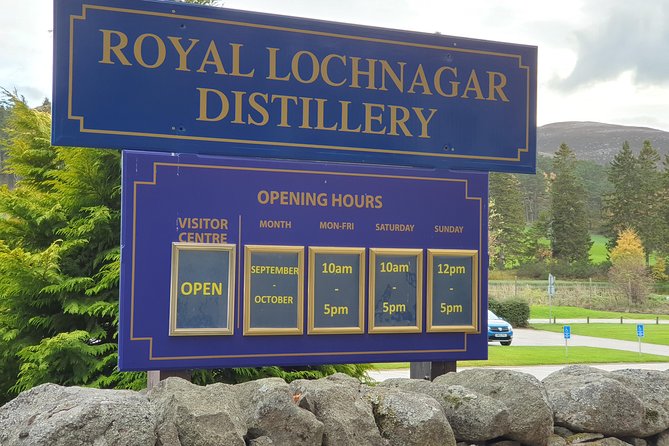 ROYAL LOCHNAGAR
DISTILLERY
OPENING HOURS
VISITOR CENTRE MONTH MON-FRI SATURDAY SUNDAY
OPEN
SEPTEMBER
-
OCTOBER
10am
-
5pm
10am
-
5pm
12pm
-
5pm